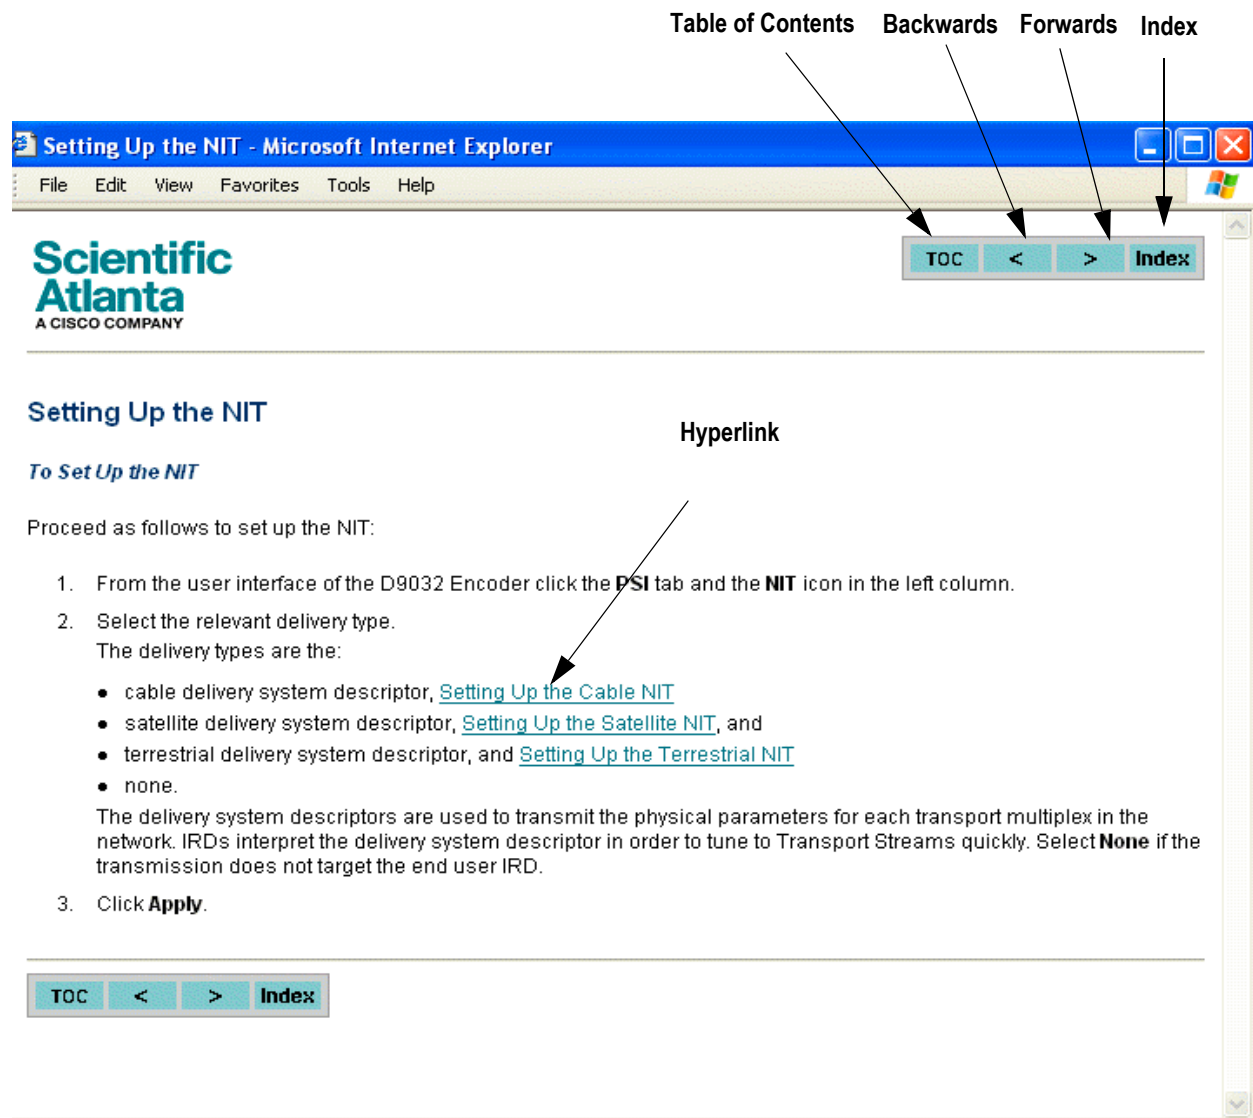 Table of Contents Backwards Forwards Index
Setting Up the NIT - Microsoft Internet Explorer
File Edit View Favorites Tools Help
Scientific
Atlanta
A CISCO COMPANY
TOC < > Index
Setting Up the NIT
Hyperlink
To Set Up the NIT
Proceed as follows to set up the NIT:
1. From the user interface of the D9032 Encoder click the PSI tab and the NIT icon in the left column.
2. Select the relevant delivery type.
The delivery types are the:
● cable delivery system descriptor, Setting Up the Cable NIT
● satellite delivery system descriptor, Setting Up the Satellite NIT, and
● terrestrial delivery system descriptor, and Setting Up the Terrestrial NIT
● none.
The delivery system descriptors are used to transmit the physical parameters for each transport multiplex in the
network. IRDs interpret the delivery system descriptor in order to tune to Transport Streams quickly. Select None if the
transmission does not target the end user IRD.
3. Click Apply.
TOC < > Index